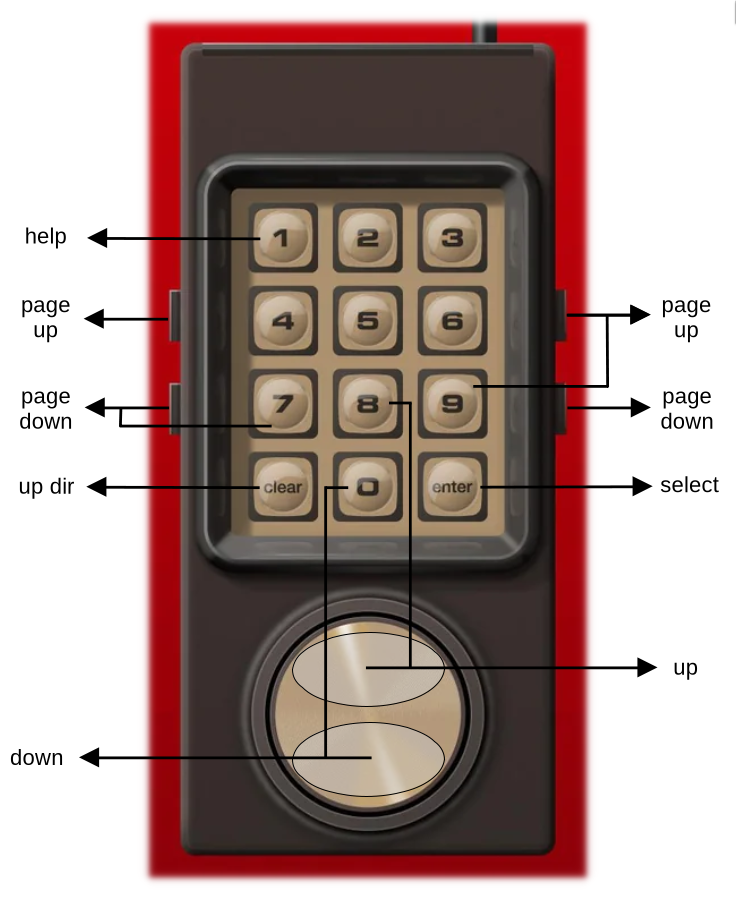 help
1 2 3
page
up
4 5 6
page
up
page
down
7 8 9
page
down
up dir
clear 0 enter
select
up
down